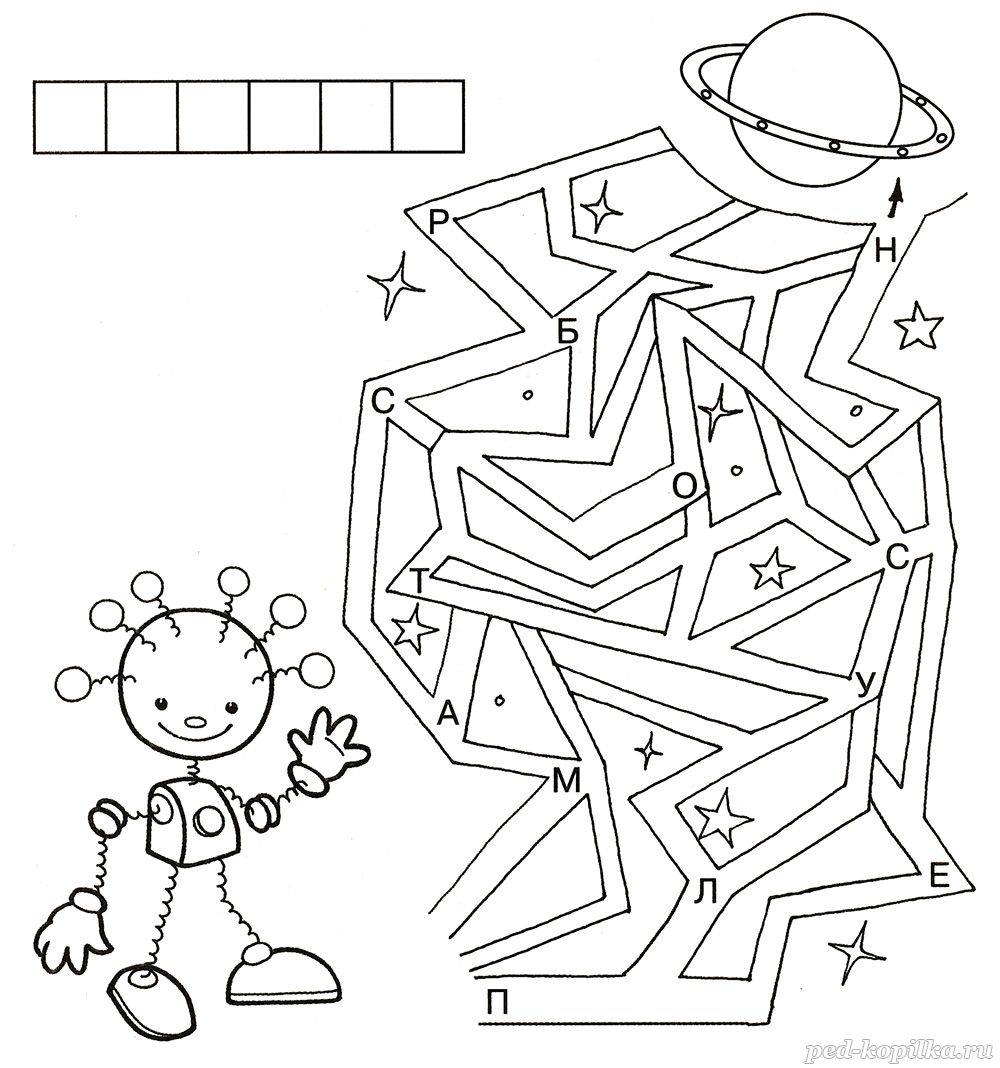 Р
Н
Б
С
О
Т
С
А
У
М
Л
Е
П
ped-kopilka.ru